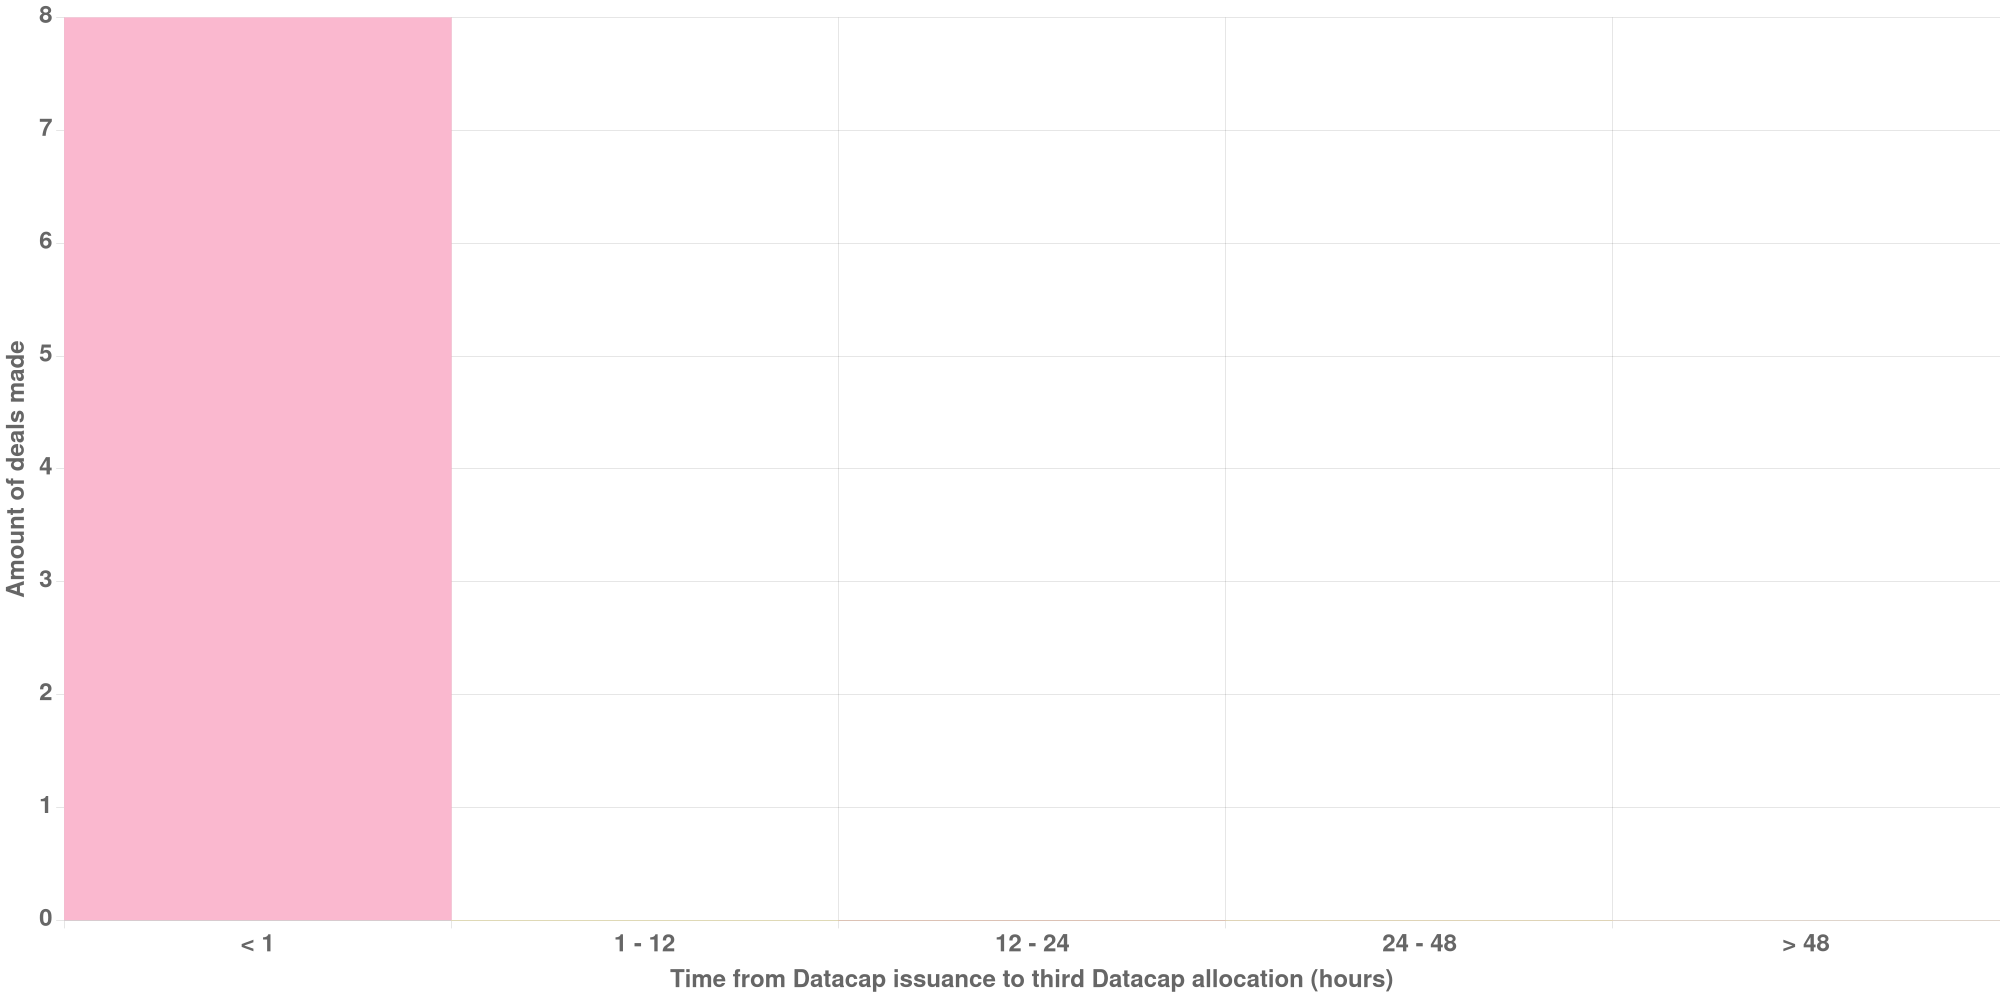 8
7
6
5
4
3
2
1
0
Amount of deals made
< 1
1 - 12
12 - 24
24 - 48
> 48
Time from Datacap issuance to third Datacap allocation (hours)